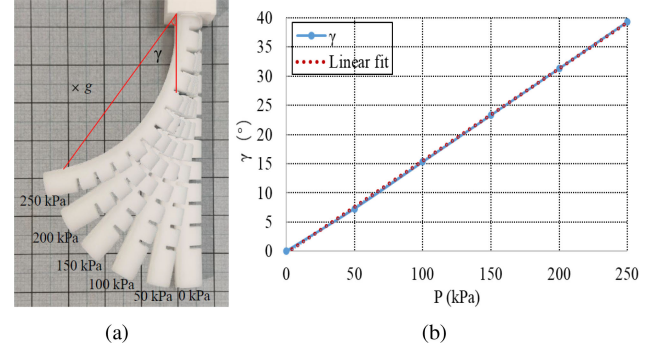 γ
× g
250 kPa
200 kPa
150 kPa
100 kPa
50 kPa
0 kPa
(a)
40
35
30
25
20
15
10
5
0
γ (°)
γ
Linear fit
0
50
100
150
200
250
P (kPa)
(b)